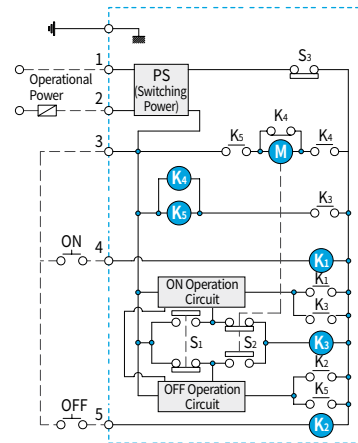 1
Operational
Power
2
PS
(Switching
Power)
S3
3
K5
K4
M
K4
K4
K5
K3
ON
4
K1
ON Operation
Circuit
K1
K3
S1
S2
K3
K2
OFF Operation
Circuit
K5
OFF
5
K2